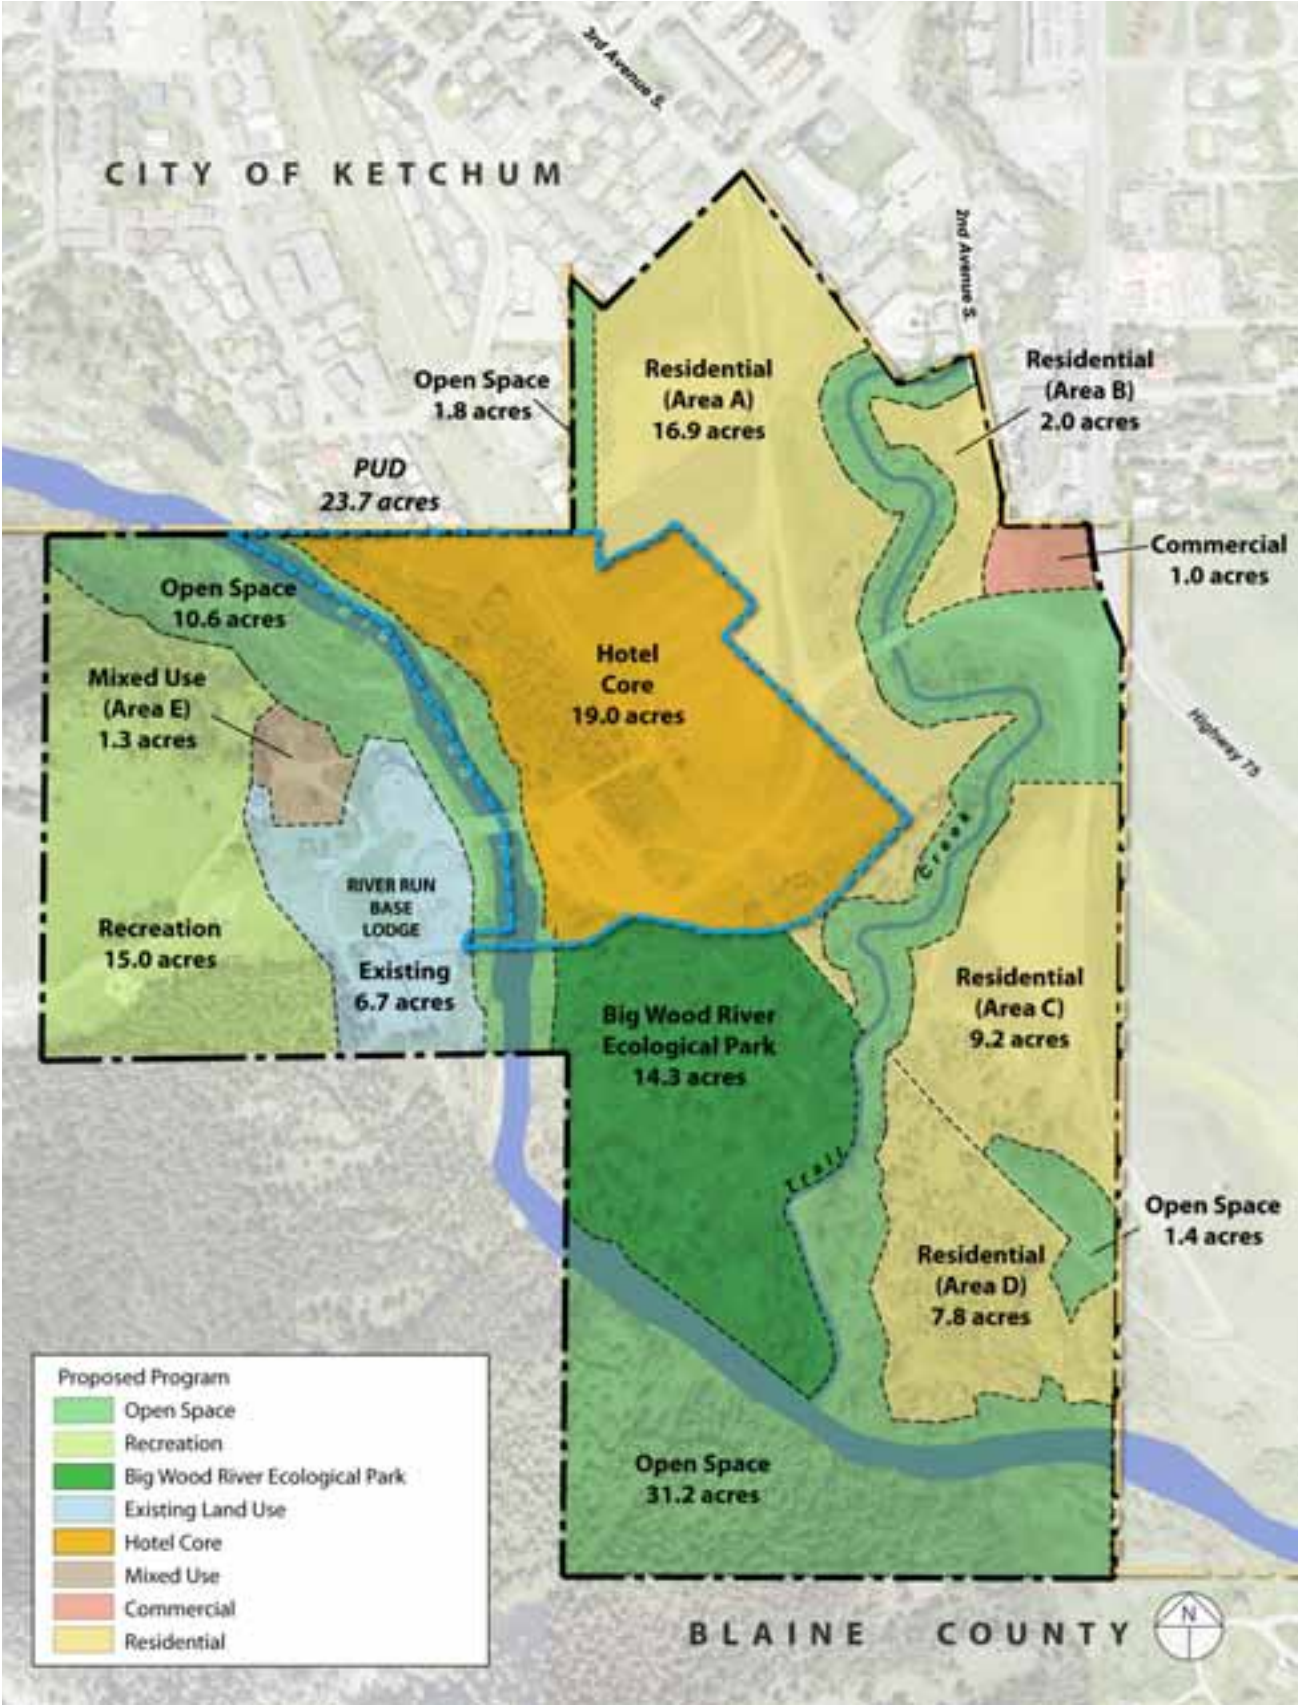 3rd Avenue S.
CITY OF KETCHUM
2nd Avenue S.
Residential
(Area A)
16.9 acres
Residential
(Area B)
2.0 acres
Open Space
1.8 acres
PUD
23.7 acres
Commercial
1.0 acres
Open Space
10.6 acres
Mixed Use
(Area E)
1.3 acres
Hotel
Core
19.0 acres
Highway 75
Creek
RIVER RUN
BASE
LODGE
Existing
6.7 acres
Recreation
15.0 acres
Residential
(Area C)
9.2 acres
Big Wood River
Ecological Park
14.3 acres
Trail
Open Space
1.4 acres
Residential
(Area D)
7.8 acres
Open Space
31.2 acres
Proposed Program
Open Space
Recreation
Big Wood River Ecological Park
Existing Land Use
Hotel Core
Mixed Use
Commercial
Residential
BLAINE COUNTY
N